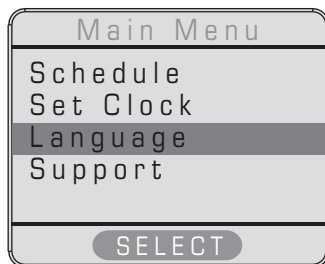 Main Menu
Schedule
Set Clock
Language
Support
SELECT